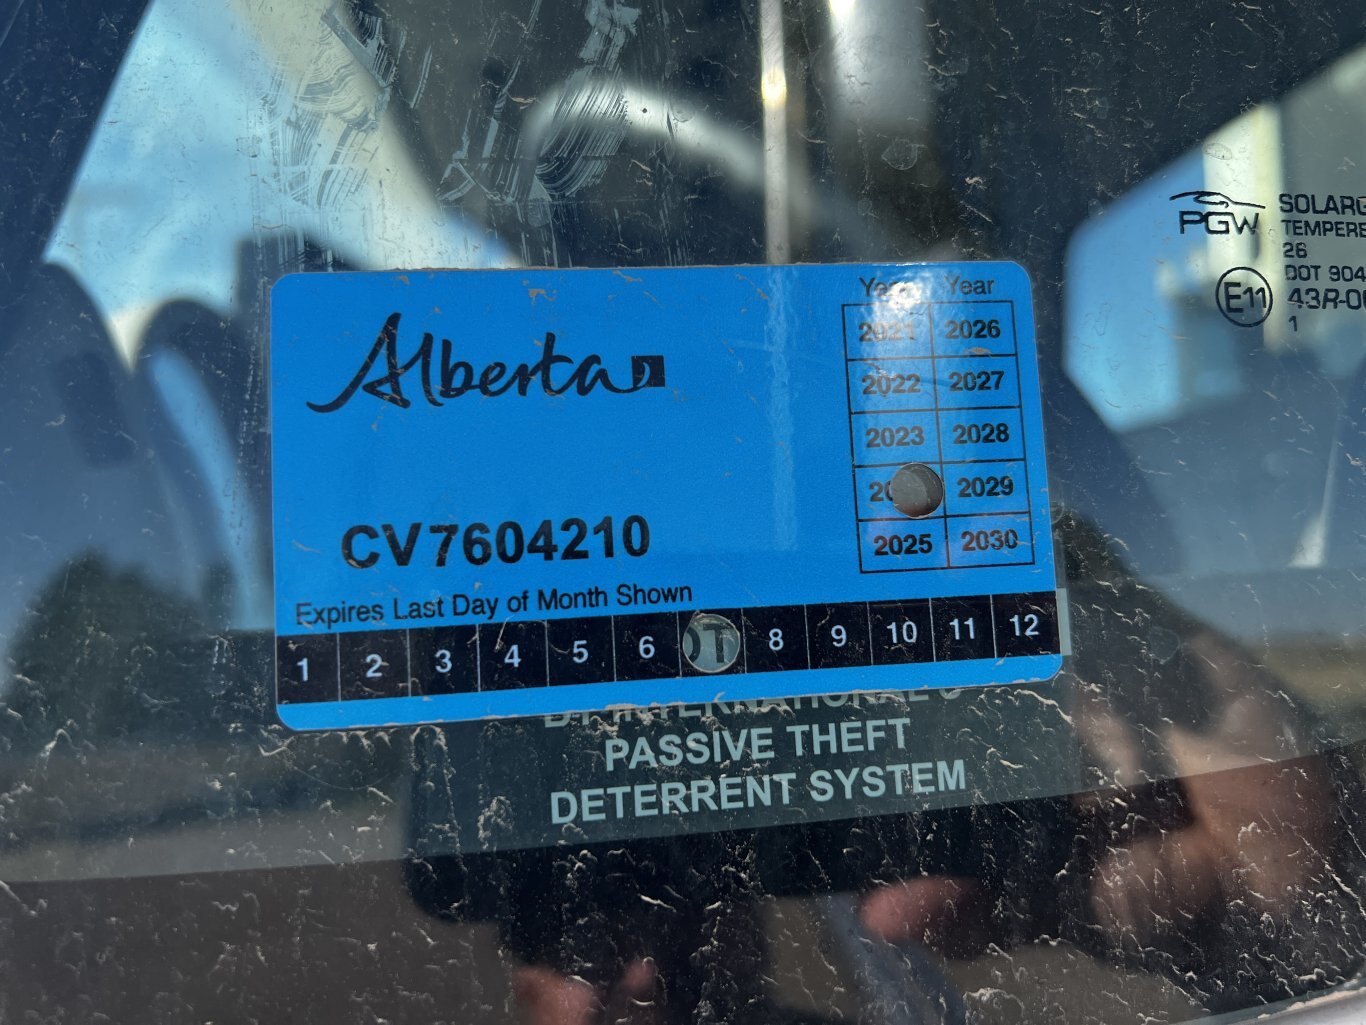 Alberta
Year Year
2021 2026
2022 2027
2023 2028
2029
2025 2030
CV7604210
Expires Last Day of Month Shown
1 2 3 4 5 6 8 9 10 11 12
INTERNATIONAL
PASSIVE THEFT
DETERRENT SYSTEM
PGW
TEMPERE
26
DOT 904
E11
43R-00
1